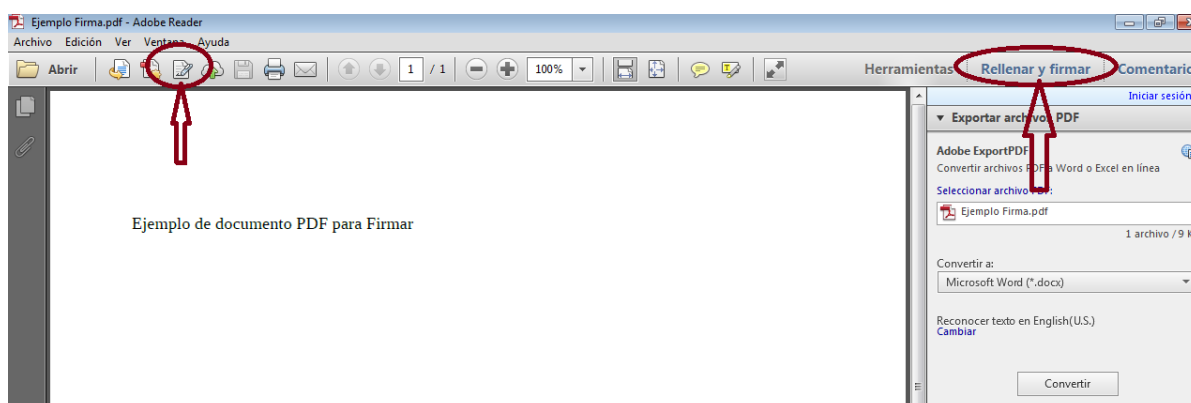 Ejemplo Firma.pdf - Adobe Reader
Archivo Edición Ver Ventana Ayuda
Abrir 1 / 1 100% Herramientas Rellenar y firmar Comentario
Iniciar sesión
Exportar archivos PDF
Adobe ExportPDF
Convertir archivos PDF a Word o Excel en línea
Seleccionar archivo PDF:
Ejemplo Firma.pdf
1 archivo / 9 K
Ejemplo de documento PDF para Firmar
Convertir a:
Microsoft Word (*.docx)
Reconocer texto en English(U.S.)
Cambiar
Convertir